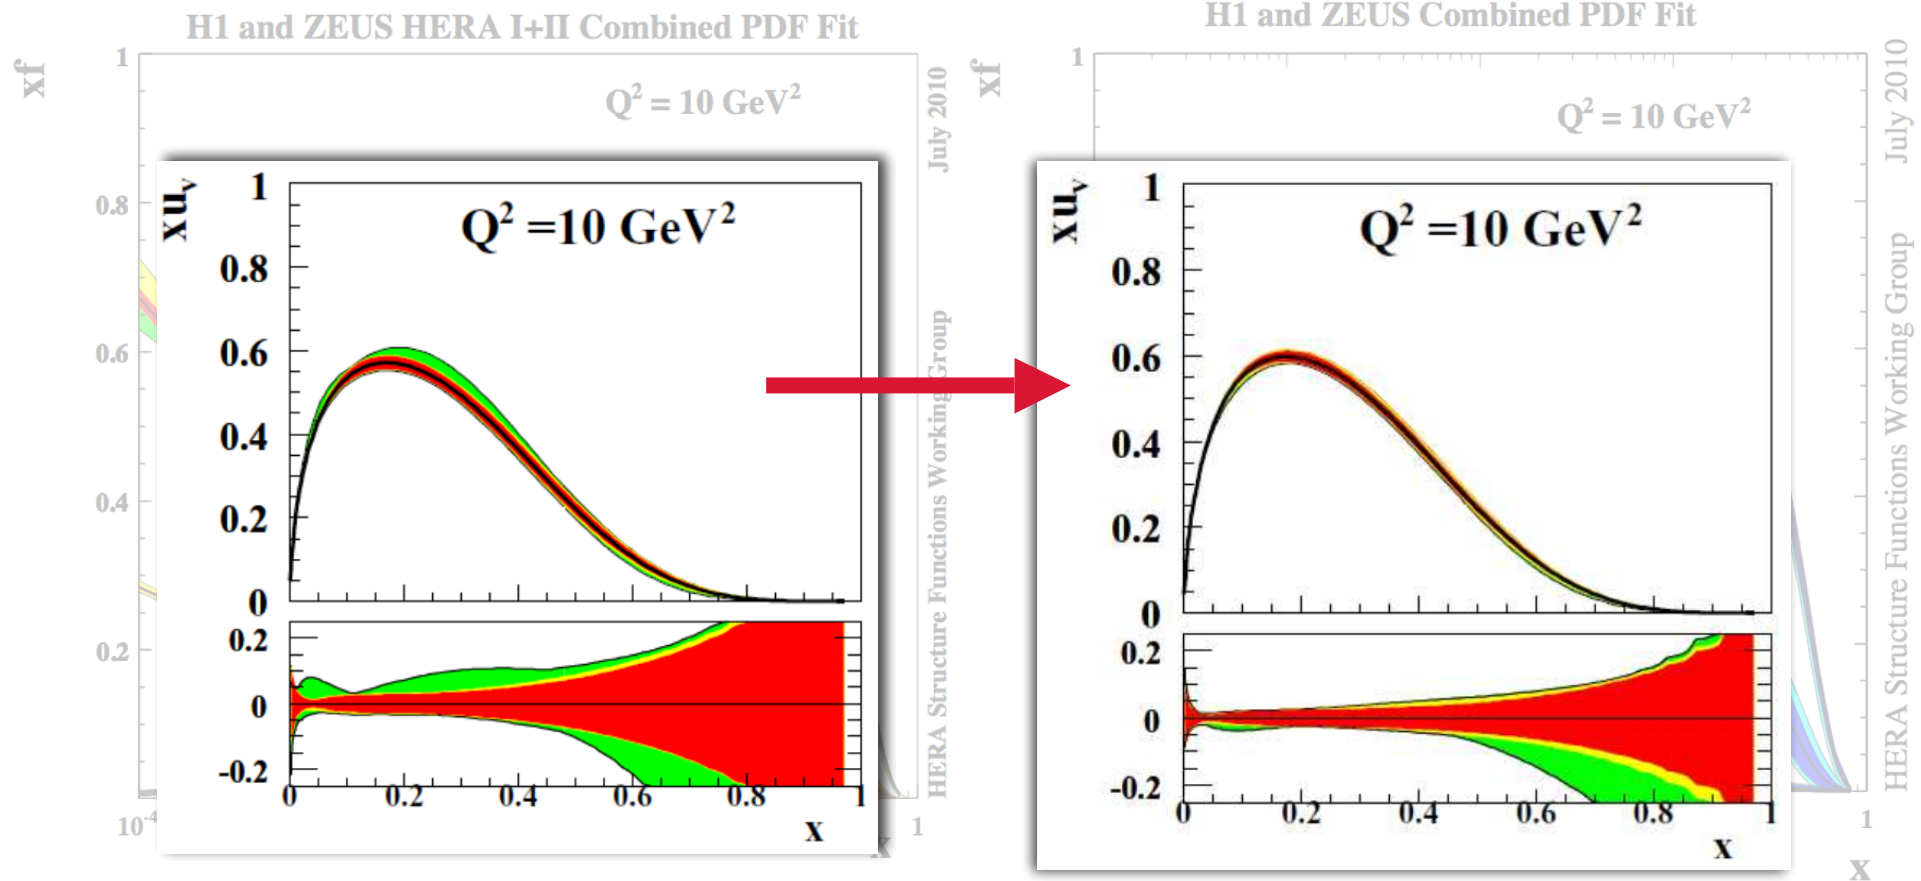 H1 and ZEUS HERA I+II Combined PDF Fit
xf
1
Q² = 10 GeV²
July 2010
0.8
0.6
0.4
0.2
10⁻⁴
1
x
HERA Structure Functions Working Group
xu_v
1
Q² =10 GeV²
0.8
0.6
0.4
0.2
0
0.2
0
-0.2
0 0.2 0.4 0.6 0.8 1
x
H1 and ZEUS Combined PDF Fit
xf
1
Q² = 10 GeV²
July 2010
HERA Structure Functions Working Group
1
x
xu_v
1
Q² =10 GeV²
0.8
0.6
0.4
0.2
0
0.2
0
-0.2
0 0.2 0.4 0.6 0.8 1
x